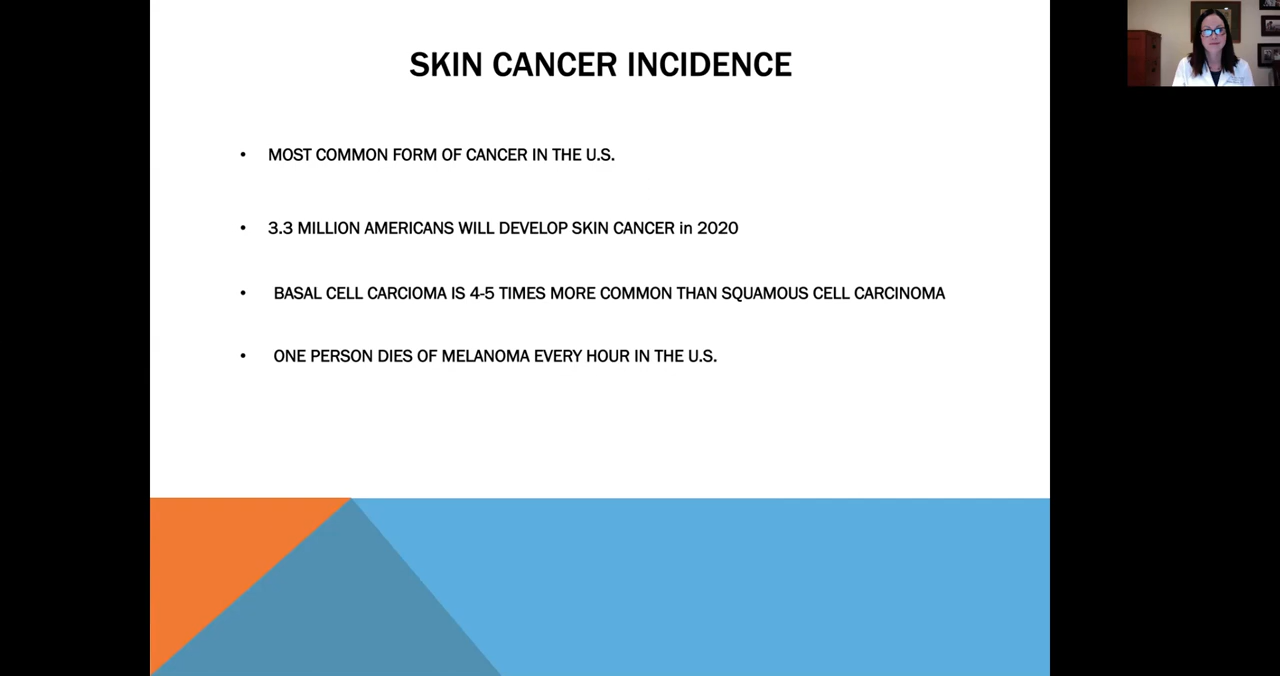 SKIN CANCER INCIDENCE
• MOST COMMON FORM OF CANCER IN THE U.S.
• 3.3 MILLION AMERICANS WILL DEVELOP SKIN CANCER in 2020
• BASAL CELL CARCIOMA IS 4-5 TIMES MORE COMMON THAN SQUAMOUS CELL CARCINOMA
• ONE PERSON DIES OF MELANOMA EVERY HOUR IN THE U.S.